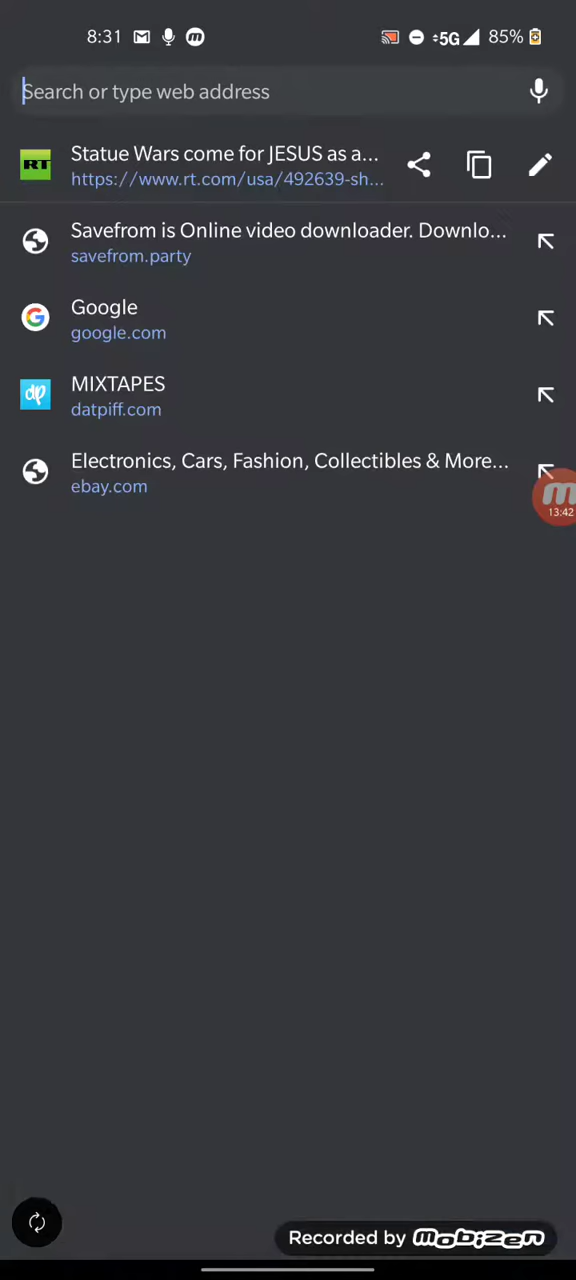 8:31
5G 85%
Search or type web address
RT
Statue Wars come for JESUS as a...
https://www.rt.com/usa/492639-sh...
Savefrom is Online video downloader. Downlo...
savefrom.party
Google
google.com
dp
MIXTAPES
datpiff.com
Electronics, Cars, Fashion, Collectibles & More...
ebay.com
13:42
Recorded by mobizen